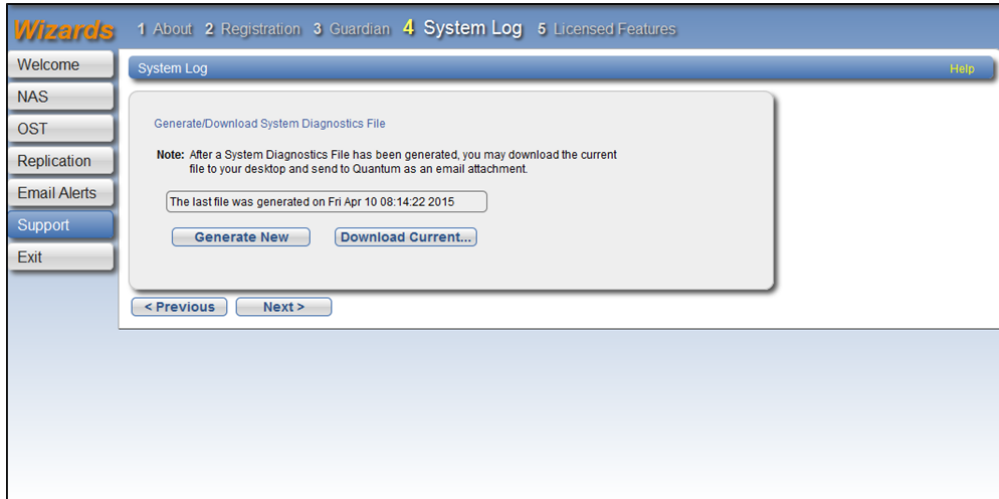 Wizards
1 About 2 Registration 3 Guardian 4 System Log 5 Licensed Features
Welcome
NAS
OST
Replication
Email Alerts
Support
Exit
System Log
Help
Generate/Download System Diagnostics File
Note: After a System Diagnostics File has been generated, you may download the current
file to your desktop and send to Quantum as an email attachment.
The last file was generated on Fri Apr 10 08:14:22 2015
Generate New
Download Current...
< Previous
Next >